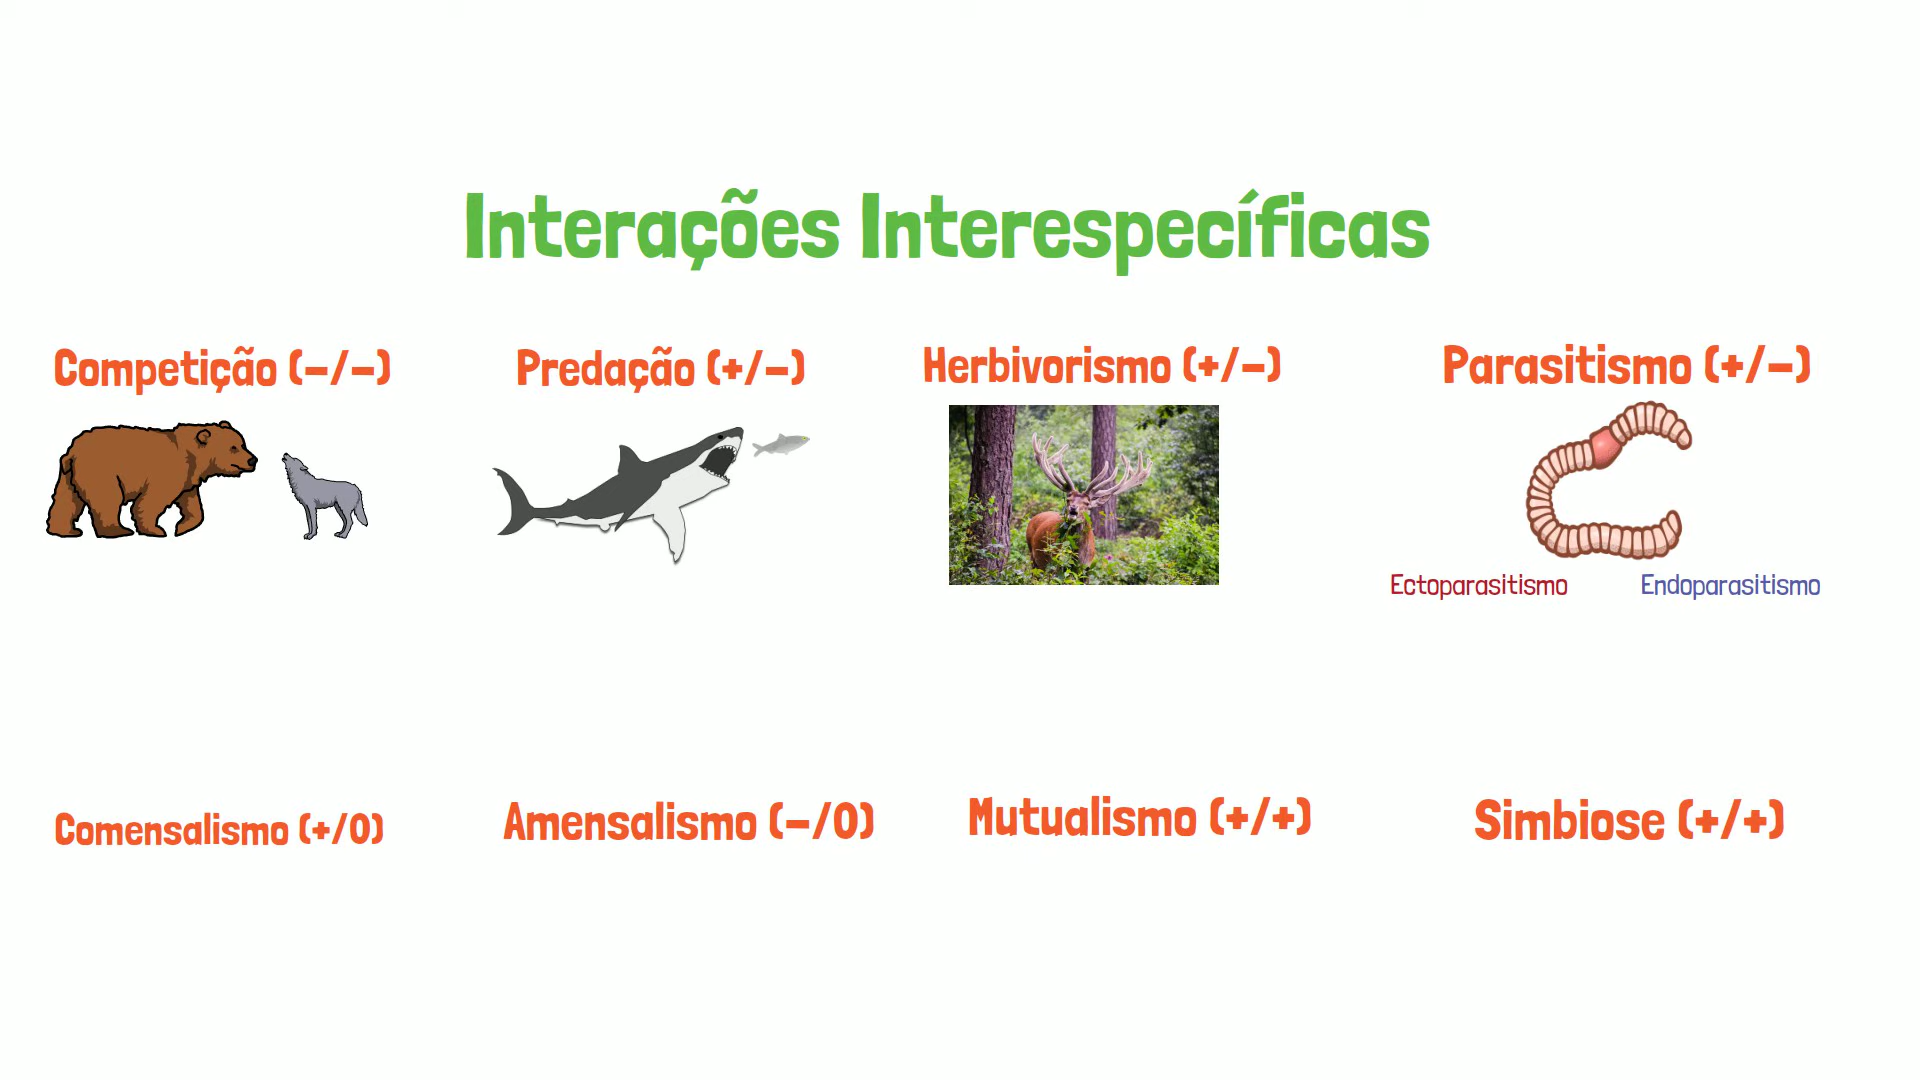 Interações Interespecíficas
Competição (-/-)
Predação (+/-)
Herbivorismo (+/-)
Parasitismo (+/-)
Ectoparasitismo
Endoparasitismo
Comensalismo (+/0)
Amensalismo (-/0)
Mutualismo (+/+)
Simbiose (+/+)